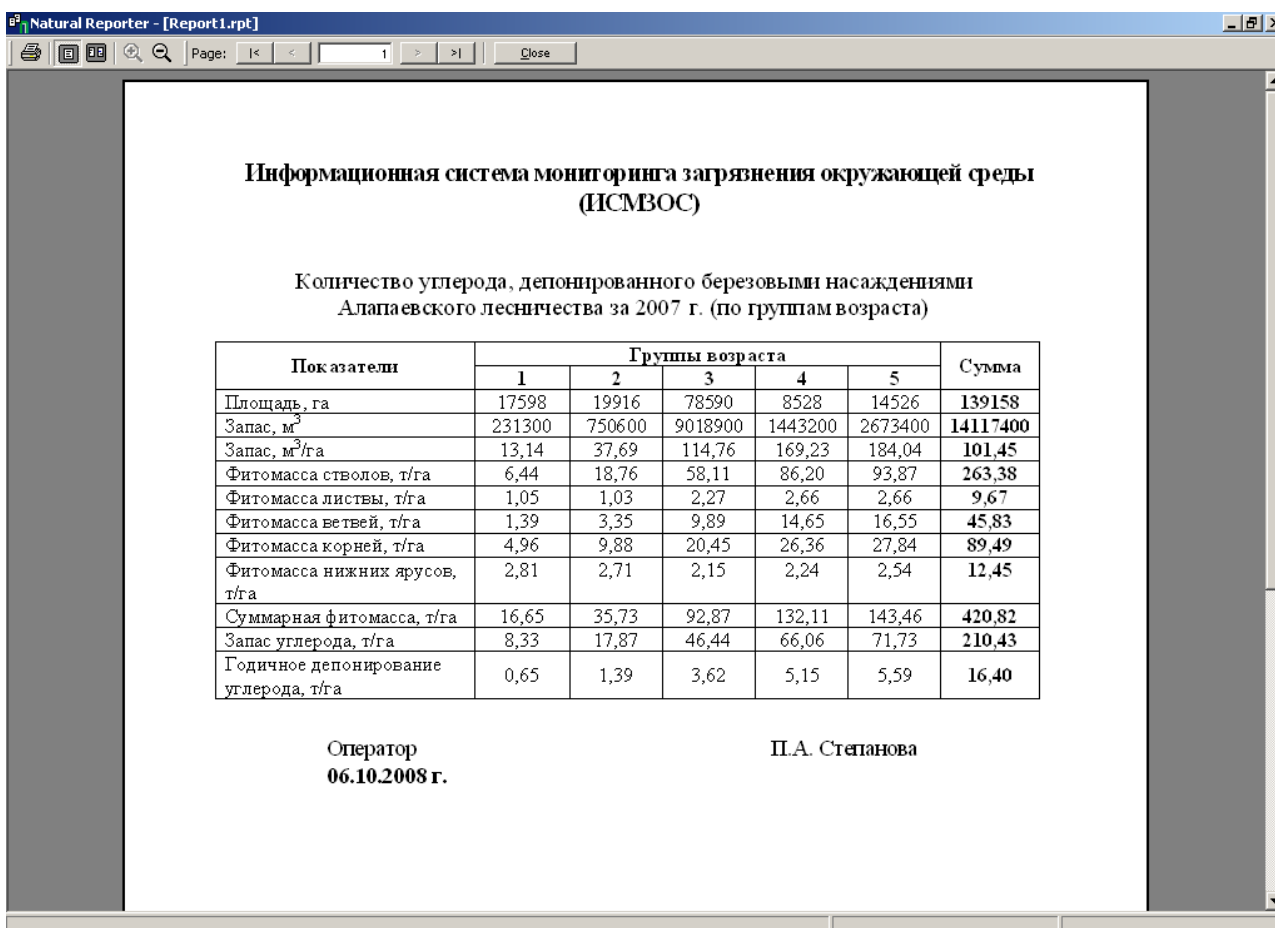 Natural Reporter - [Report1.rpt]
Page: |< < 1 > >| Close
Информационная система мониторинга загрязнения окружающей среды
(ИСМЗОС)
Количество углерода, депонированного березовыми насаждениями
Алапаевского лесничества за 2007 г. (по группам возраста)
Показатели Группы возраста Сумма
1 2 3 4 5
Площадь, га 17598 19916 78590 8528 14526 139158
Запас, м³ 231300 750600 9018900 1443200 2673400 14117400
Запас, м³/га 13,14 37,69 114,76 169,23 184,04 101,45
Фитомасса стволов, т/га 6,44 18,76 58,11 86,20 93,87 263,38
Фитомасса листвы, т/га 1,05 1,03 2,27 2,66 2,66 9,67
Фитомасса ветвей, т/га 1,39 3,35 9,89 14,65 16,55 45,83
Фитомасса корней, т/га 4,96 9,88 20,45 26,36 27,84 89,49
Фитомасса нижних ярусов, 2,81 2,71 2,15 2,24 2,54 12,45
т/га
Суммарная фитомасса, т/га 16,65 35,73 92,87 132,11 143,46 420,82
Запас углерода, т/га 8,33 17,87 46,44 66,06 71,73 210,43
Годичное депонирование
углерода, т/га 0,65 1,39 3,62 5,15 5,59 16,40
Оператор П.А. Степанова
06.10.2008 г.